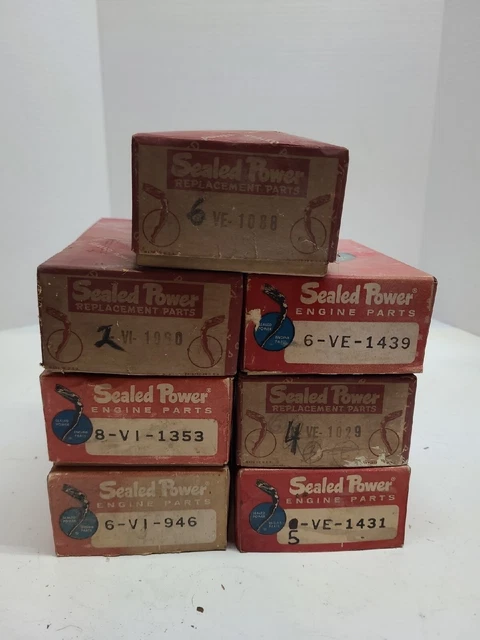 Sealed Power
REPLACEMENT PARTS
6 VE-1088
Sealed Power
REPLACEMENT PARTS
2 VI-1980
Sealed Power
ENGINE PARTS
6-VE-1439
Sealed Power
ENGINE PARTS
8-VI-1353
Sealed Power
REPLACEMENT PARTS
4 VE-1029
Sealed Power
ENGINE PARTS
6-VI-946
Sealed Power
ENGINE PARTS
-VE-1431
5